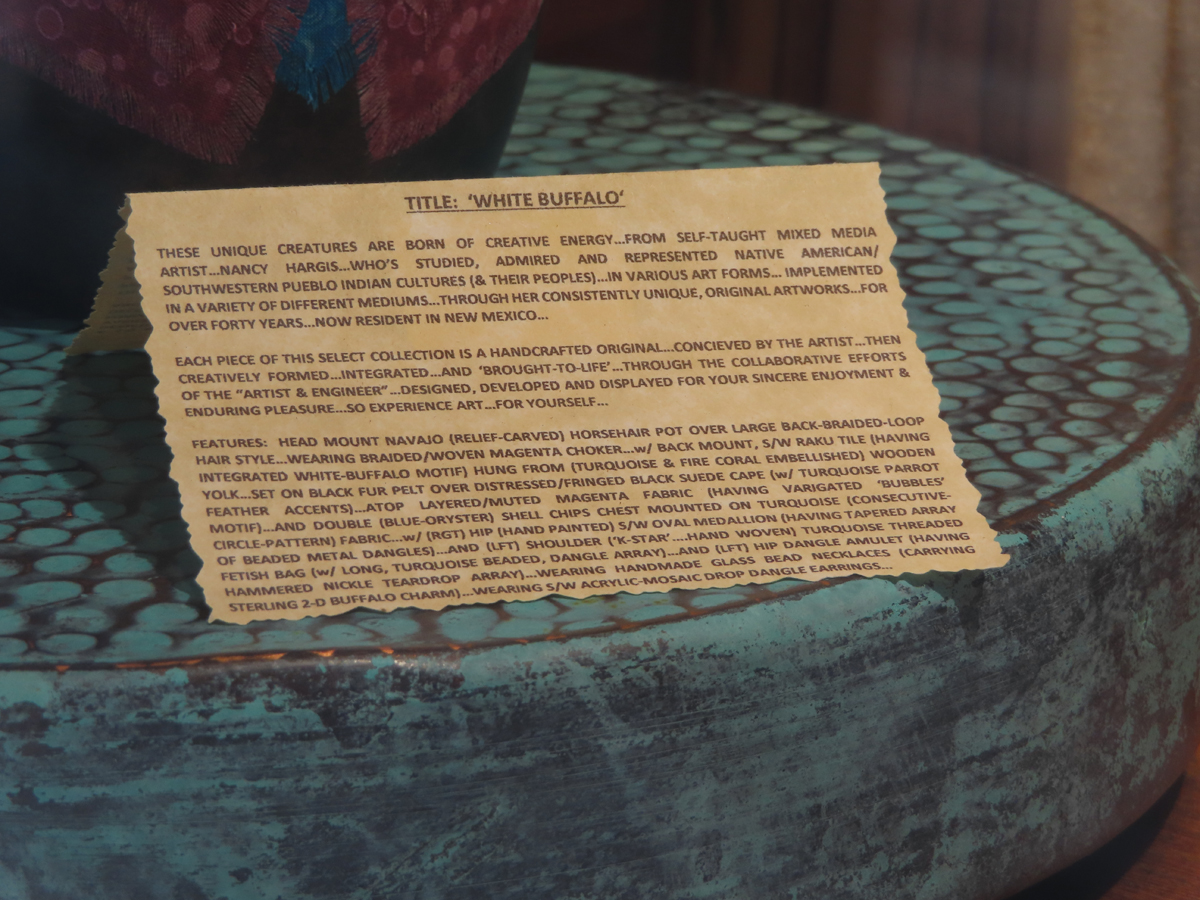 TITLE:  ‘WHITE BUFFALO‘
THESE UNIQUE CREATURES ARE BORN OF CREATIVE ENERGY...FROM SELF-TAUGHT MIXED MEDIA
ARTIST...NANCY HARGIS...WHO’S STUDIED, ADMIRED AND REPRESENTED NATIVE AMERICAN/
SOUTHWESTERN PUEBLO INDIAN CULTURES (& THEIR PEOPLES)...IN VARIOUS ART FORMS... IMPLEMENTED
IN A VARIETY OF DIFFERENT MEDIUMS...THROUGH HER CONSISTENTLY UNIQUE, ORIGINAL ARTWORKS...FOR
OVER FORTY YEARS...NOW RESIDENT IN NEW MEXICO...
EACH PIECE OF THIS SELECT COLLECTION IS A HANDCRAFTED ORIGINAL...CONCIEVED BY THE ARTIST...THEN
CREATIVELY FORMED...INTEGRATED...AND ‘BROUGHT-TO-LIFE’...THROUGH THE COLLABORATIVE EFFORTS
OF THE "ARTIST & ENGINEER”...DESIGNED, DEVELOPED AND DISPLAYED FOR YOUR SINCERE ENJOYMENT &
ENDURING PLEASURE...SO EXPERIENCE ART...FOR YOURSELF...
FEATURES:  HEAD MOUNT NAVAJO (RELIEF-CARVED) HORSEHAIR POT OVER LARGE BACK-BRAIDED-LOOP
HAIR STYLE...WEARING BRAIDED/WOVEN MAGENTA CHOKER...w/ BACK MOUNT, S/W RAKU TILE (HAVING
INTEGRATED WHITE-BUFFALO MOTIF) HUNG FROM (TURQUOISE & FIRE CORAL EMBELLISHED) WOODEN
YOLK...SET ON BLACK FUR PELT OVER DISTRESSED/FRINGED BLACK SUEDE CAPE (w/ TURQUOISE PARROT
FEATHER ACCENTS)...ATOP LAYERED/MUTED MAGENTA FABRIC (HAVING VARIGATED ‘BUBBLES’
MOTIF)...AND DOUBLE (BLUE-ORYSTER) SHELL CHIPS CHEST MOUNTED ON TURQUOISE (CONSECUTIVE-
CIRCLE-PATTERN) FABRIC...w/ (RGT) HIP (HAND PAINTED) S/W OVAL MEDALLION (HAVING TAPERED ARRAY
OF BEADED METAL DANGLES)...AND (LFT) SHOULDER (‘K-STAR’....HAND WOVEN) TURQUOISE THREADED
FETISH BAG (w/ LONG, TURQUOISE BEADED, DANGLE ARRAY)...AND (LFT) HIP DANGLE AMULET (HAVING
HAMMERED NICKLE TEARDROP ARRAY)...WEARING HANDMADE GLASS BEAD NECKLACES (CARRYING
STERLING 2-D BUFFALO CHARM)...WEARING S/W ACRYLIC-MOSAIC DROP DANGLE EARRINGS...